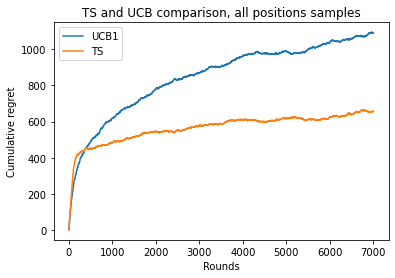 TS and UCB comparison, all positions samples
UCB1
TS
Cumulative regret
1000
800
600
400
200
0
0 1000 2000 3000 4000 5000 6000 7000
Rounds